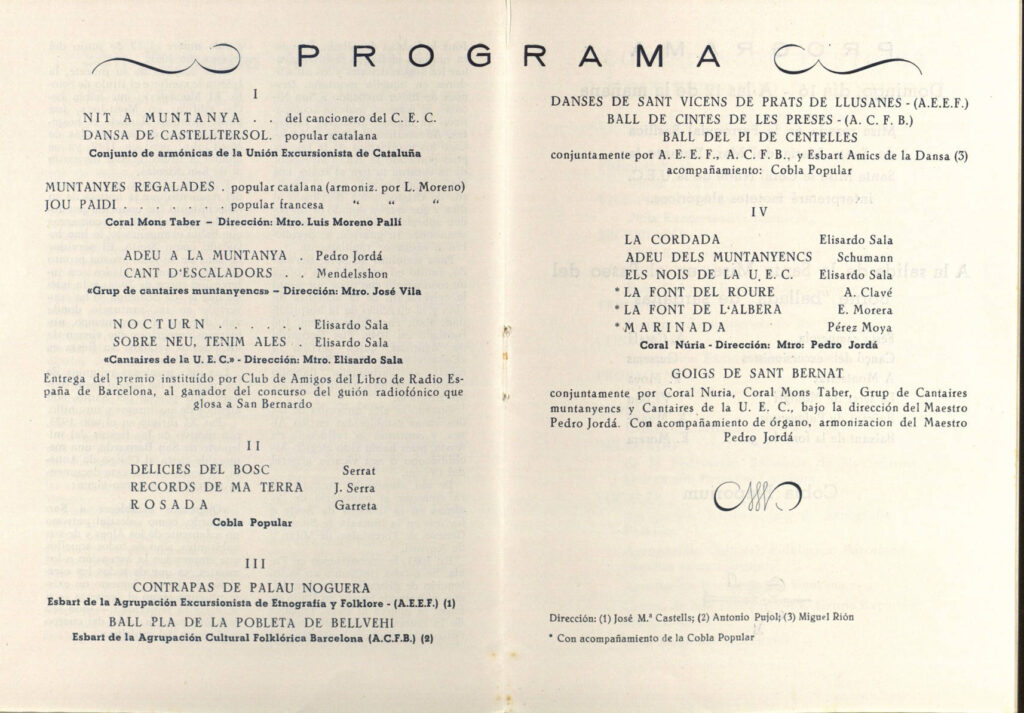 PROGRAMA
I
NIT A MUNTANYA . . del cancionero del C. E. C.
DANSA DE CASTELLTERSOL. popular catalana
Conjunto de armónicas de la Unión Excursionista de Cataluña
MUNTANYES REGALADES . popular catalana (armoniz. por L. Moreno)
JOU PAIDI . . . . . . . popular francesa “ “ “
Coral Mons Taber – Dirección: Mtro. Luis Moreno Pallí
ADEU A LA MUNTANYA . Pedro Jordá
CANT D'ESCALADORS . . Mendelsshon
«Grup de cantaires muntanyencs» – Dirección: Mtro. José Vila
NOCTURN . . . . . . Elisardo Sala
SOBRE NEU, TENIM ALES . Elisardo Sala
«Cantaires de la U. E. C.» - Dirección: Mtro. Elisardo Sala
Entrega del premio instituído por Club de Amigos del Libro de Radio Es-
paña de Barcelona, al ganador del concurso del guión radiofónico que
glosa a San Bernardo
II
DELICIES DEL BOSC Serrat
RECORDS DE MA TERRA J. Serra
ROSADA Garreta
Cobla Popular
III
CONTRAPAS DE PALAU NOGUERA
Esbart de la Agrupación Excursionista de Etnografía y Folklore - (A.E.E.F.) (1)
BALL PLA DE LA POBLETA DE BELLVEHI
Esbart de la Agrupación Cultural Folklórica Barcelona (A.C.F.B.) (2)
DANSES DE SANT VICENS DE PRATS DE LLUSANES - (A.E.E.F.)
BALL DE CINTES DE LES PRESES - (A. C. F. B.)
BALL DEL PI DE CENTELLES
conjuntamente por A. E. E. F., A. C. F. B., y Esbart Amics de la Dansa (3)
acompañamiento: Cobla Popular
IV
LA CORDADA Elisardo Sala
ADEU DELS MUNTANYENCS Schumann
ELS NOIS DE LA U. E. C. Elisardo Sala
* LA FONT DEL ROURE A. Clavé
* LA FONT DE L'ALBERA E. Morera
* MARINADA Pérez Moya
Coral Núria - Dirección: Mtro: Pedro Jordá
GOIGS DE SANT BERNAT
conjuntamente por Coral Nuria, Coral Mons Taber, Grup de Cantaires
muntanyencs y Cantaires de la U. E. C., bajo la dirección del Maestro
Pedro Jordá. Con acompañamiento de órgano, armonizacion del Maestro
Pedro Jordá
Dirección: (1) José M.ª Castells; (2) Antonio Pujol; (3) Miguel Rión
* Con acompañamiento de la Cobla Popular